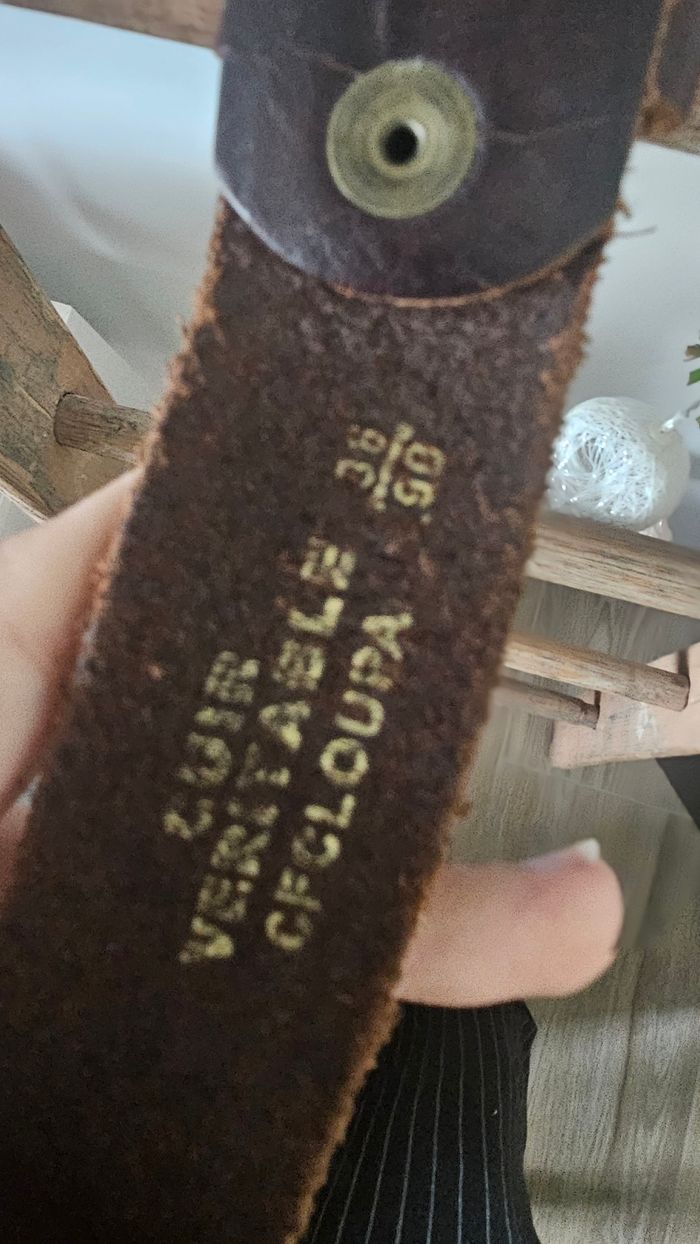 CUIR
VERITABLE
CFCLOUPA
36
90